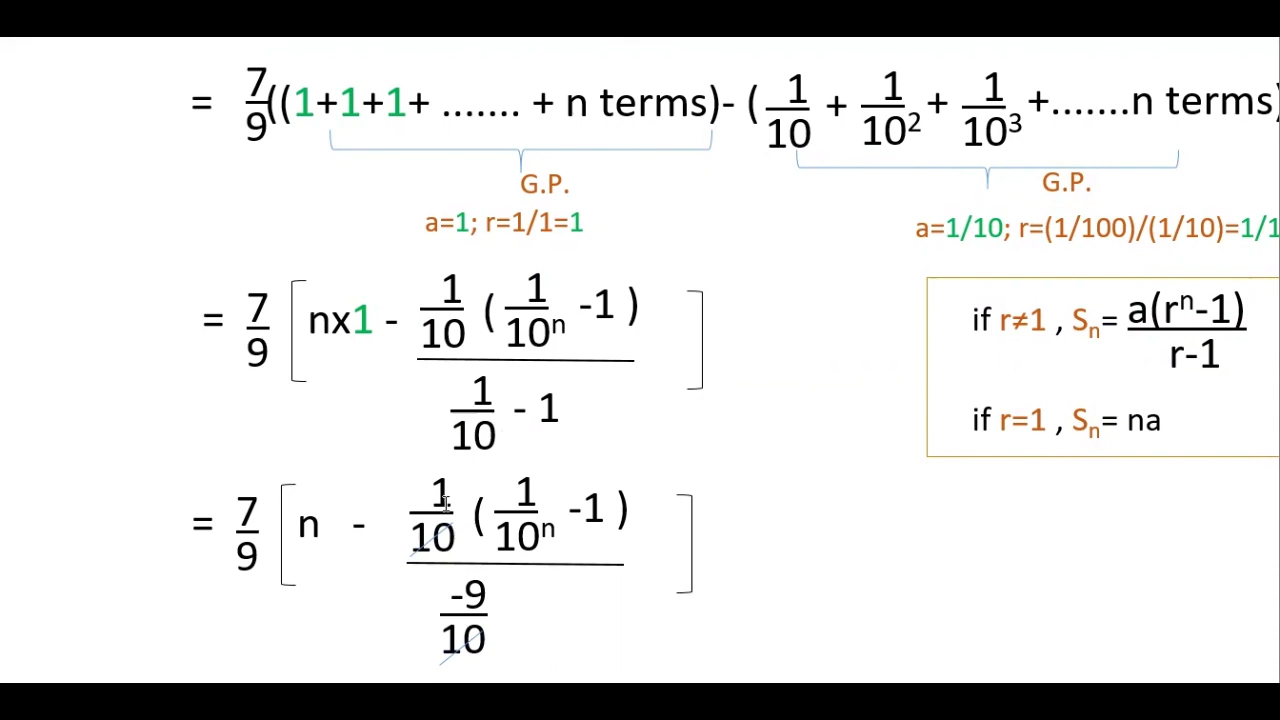 = 7/9((1+1+1+ ....... + n terms)- ( 1/10 + 1/10² + 1/10³ +.......n terms)
G.P. G.P.
a=1; r=1/1=1 a=1/10; r=(1/100)/(1/10)=1/1
= 7/9 [ nx1 - 1/10 ( 1/10n -1 ) / 1/10 - 1 ]
if r≠1 , Sn= a(rⁿ-1)/r-1
if r=1 , Sn= na
= 7/9 [ n - 1/10 ( 1/10n -1 ) / -9/10 ]